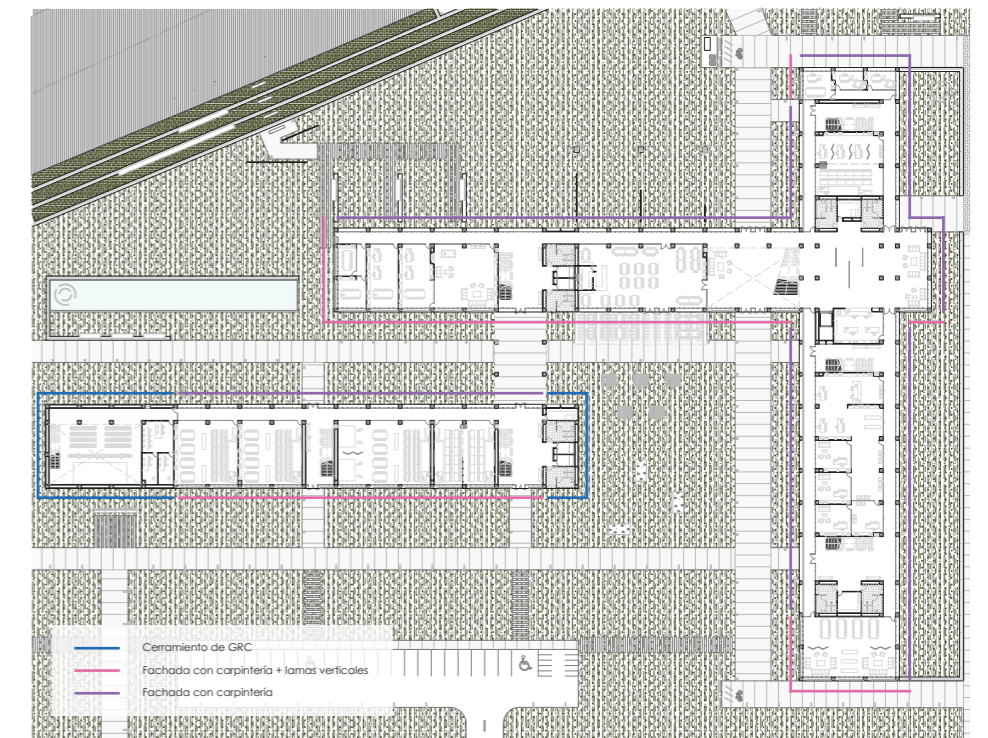 Cerramiento de GRC
Fachada con carpintería + lamas verticales
Fachada con carpintería